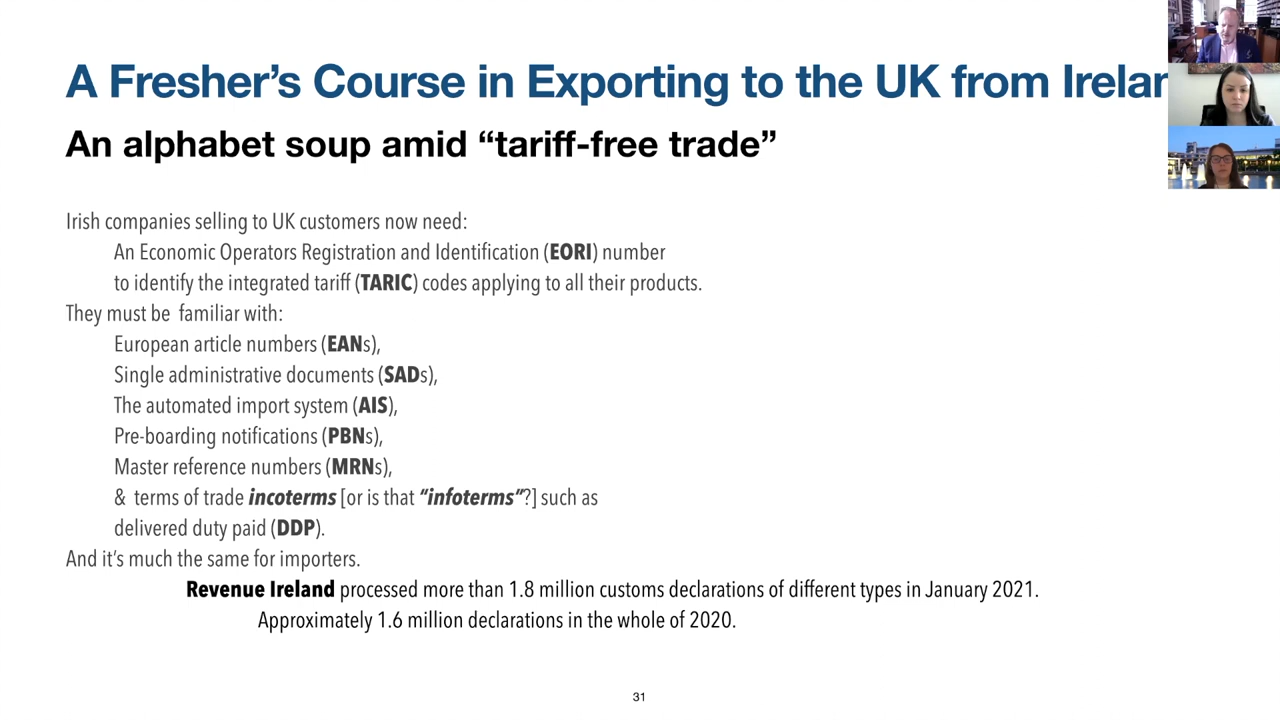 A Fresher’s Course in Exporting to the UK from Irelan
An alphabet soup amid “tariff-free trade”
Irish companies selling to UK customers now need:
An Economic Operators Registration and Identification (EORI) number
to identify the integrated tariff (TARIC) codes applying to all their products.
They must be  familiar with:
European article numbers (EANs),
Single administrative documents (SADs),
The automated import system (AIS),
Pre-boarding notifications (PBNs),
Master reference numbers (MRNs),
&  terms of trade incoterms [or is that “infoterms”?] such as
delivered duty paid (DDP).
And it’s much the same for importers.
Revenue Ireland processed more than 1.8 million customs declarations of different types in January 2021.
Approximately 1.6 million declarations in the whole of 2020.
31